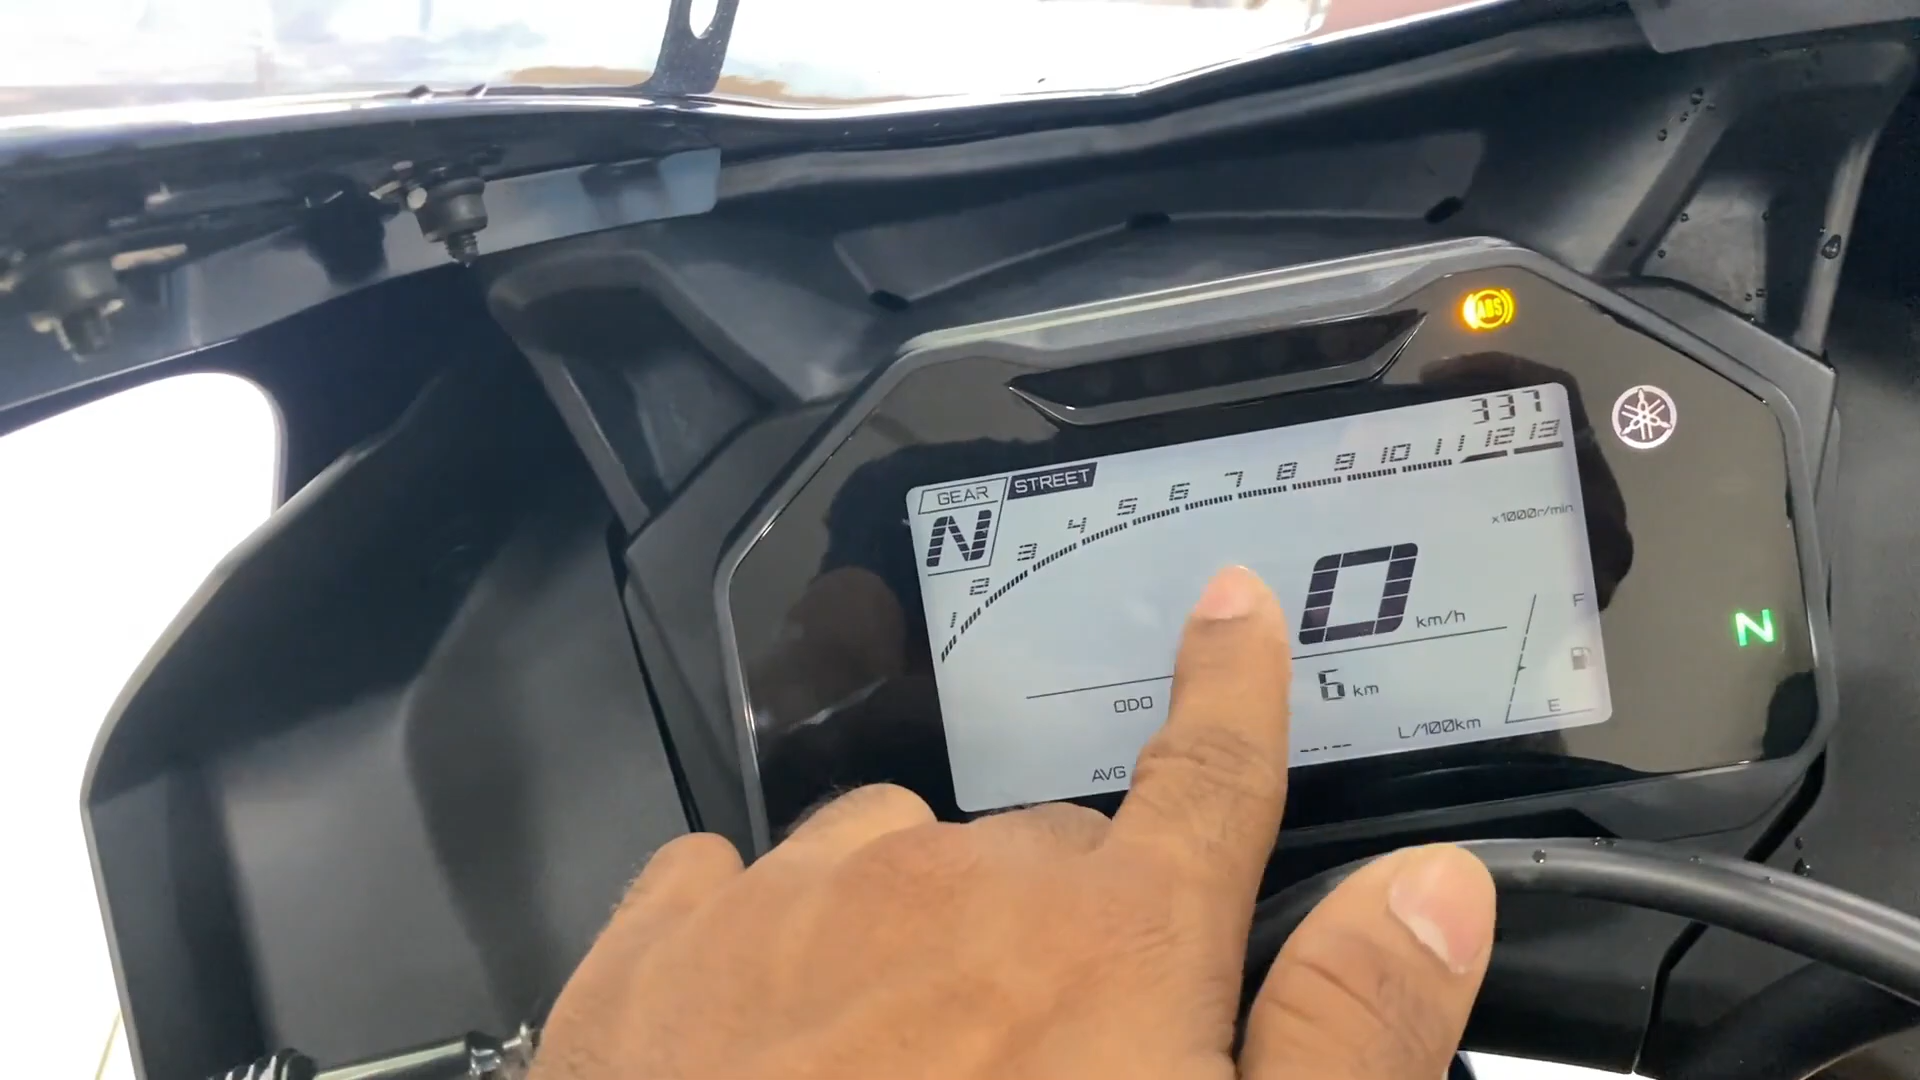 ABS
337
GEAR STREET
N
1 2 3 4 5 6 7 8 9 10 11 12 13
x1000r/min
0 km/h
N
F
ODO 6 km
E
AVG --.-- L/100km